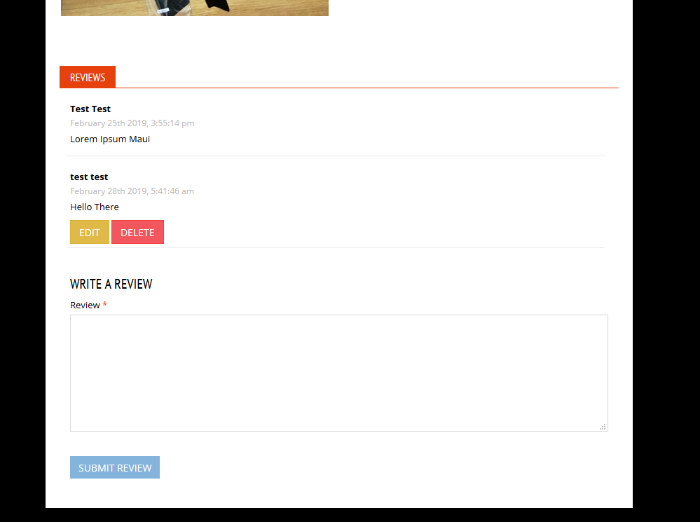 REVIEWS
Test Test
February 25th 2019, 3:55:14 pm
Lorem Ipsum Maui
test test
February 28th 2019, 5:41:46 am
Hello There
EDIT DELETE
WRITE A REVIEW
Review *
SUBMIT REVIEW